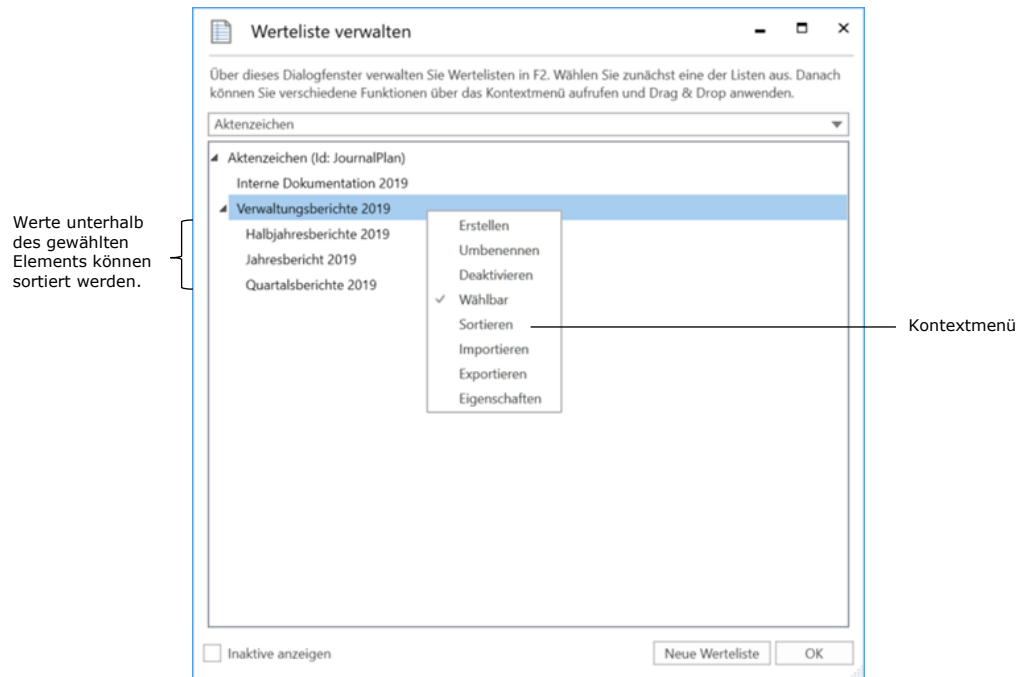 Werteliste verwalten
Über dieses Dialogfenster verwalten Sie Wertelisten in F2. Wählen Sie zunächst eine der Listen aus. Danach
können Sie verschiedene Funktionen über das Kontextmenü aufrufen und Drag & Drop anwenden.
Aktenzeichen
Aktenzeichen (Id: JournalPlan)
Interne Dokumentation 2019
Verwaltungsberichte 2019
Halbjahresberichte 2019
Jahresbericht 2019
Quartalsberichte 2019
Werte unterhalb
des gewählten
Elements können
sortiert werden.
Erstellen
Umbenennen
Deaktivieren
✓ Wählbar
Sortieren
Importieren
Exportieren
Eigenschaften
Kontextmenü
Inaktive anzeigen
Neue Werteliste
OK